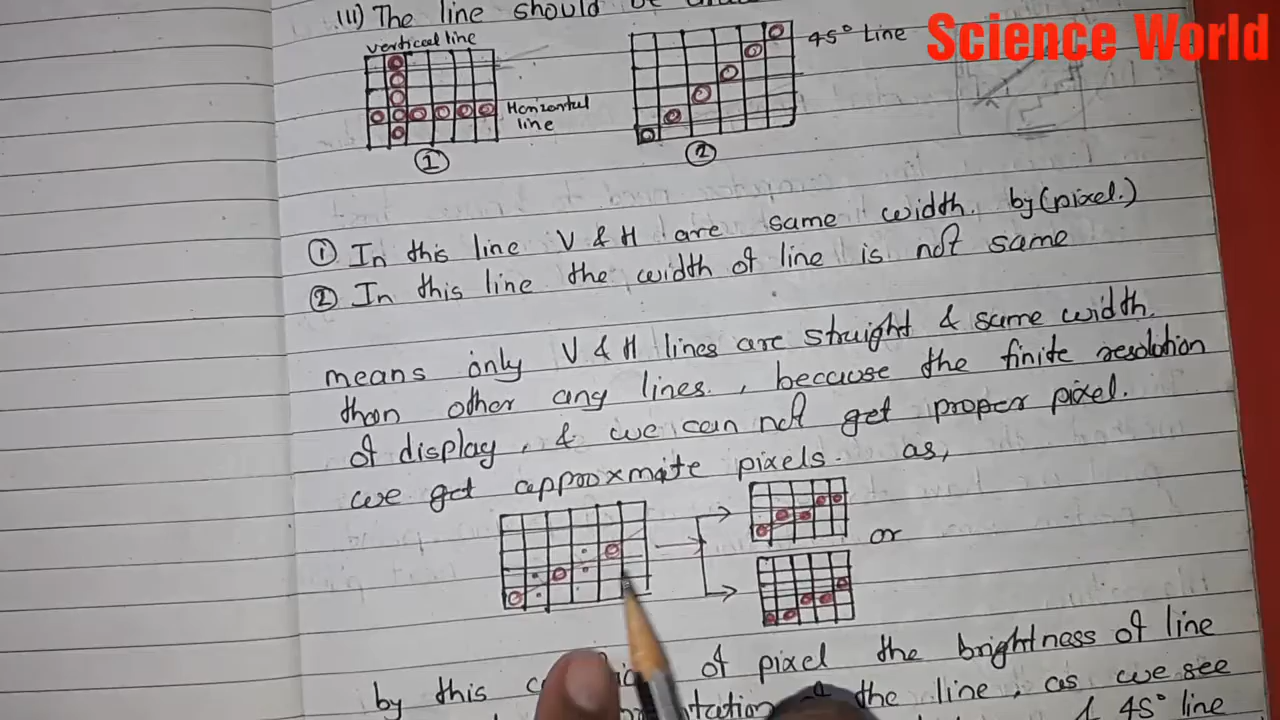 Science World
III) The line should be
vertical line
45° Line
Horizontal
line
1
2
① In this line V & H are same width. by (pixel.)
② In this line the width of line is not same
means only V & H lines are straight & same width.
than other any lines. , because the finite resolution
of display, & we can not get proper pixel.
we get approxmate pixels. as,
or
by this of pixel the brightness of line
of the line, as we see
45° line